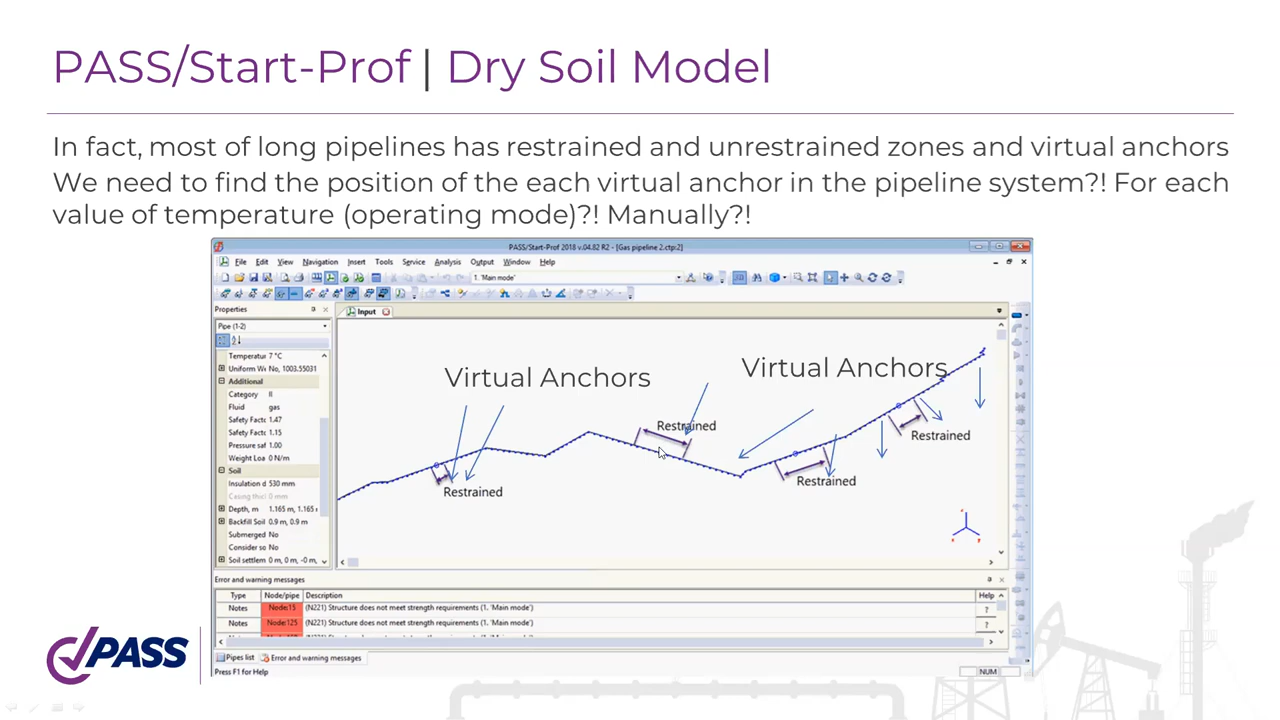 PASS/Start-Prof | Dry Soil Model
In fact, most of long pipelines has restrained and unrestrained zones and virtual anchors
We need to find the position of the each virtual anchor in the pipeline system?! For each
value of temperature (operating mode)?! Manually?!
PASS/Start-Prof 2018 v.04.82 R2 - [Gas pipeline 2.ctp:2]
File Edit View Navigation Insert Tools Service Analysis Output Window Help
1. 'Main mode'
Properties
Input
Pipe (1-2)
Temperatur 7 °C
Uniform We No, 1003.55031
Additional
Category II
Fluid gas
Safety Facto 1.47
Safety Facto 1.15
Pressure saf 1.00
Weight Loa 0 N/m
Soil
Insulation d 530 mm
Casing thic 0 mm
Depth, m 1.165 m, 1.165
Backfill Soil 0.9 m, 0.9 m
Submerged No
Consider so No
Soil settlem 0 m, 0 m, -0 m,
Virtual Anchors
Virtual Anchors
Restrained
Restrained
Restrained
Restrained
Error and warning messages
Type Node/pipe Description Help
Notes Node:15 (N221) Structure does not meet strength requirements (1. 'Main mode') ?
Notes Node:125 (N221) Structure does not meet strength requirements (1. 'Main mode') ?
Pipes list Error and warning messages
Press F1 for Help
NUM
PASS